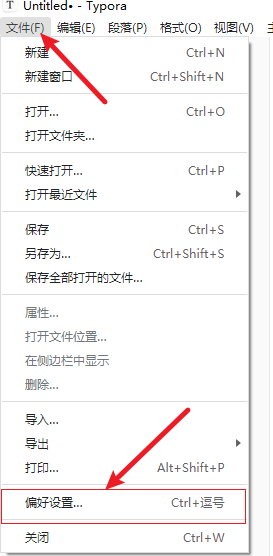 T Untitled• - Typora
文件(F) 编辑(E) 段落(P) 格式(O) 视图(V)
新建 Ctrl+N
新建窗口 Ctrl+Shift+N
打开... Ctrl+O
打开文件夹...
快速打开... Ctrl+P
打开最近文件
保存 Ctrl+S
另存为... Ctrl+Shift+S
保存全部打开的文件...
属性...
打开文件位置...
在侧边栏中显示
删除...
导入...
导出
打印... Alt+Shift+P
偏好设置... Ctrl+逗号
关闭 Ctrl+W